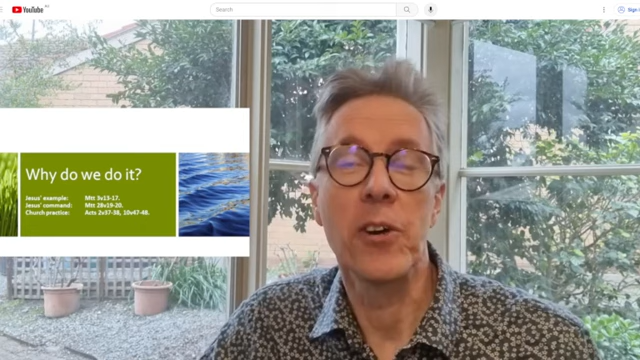 YouTube
Search
Sign i
Why do we do it?
Jesus' example: Mtt 3v13-17.
Jesus' command: Mtt 28v19-20.
Church practice: Acts 2v37-38, 10v47-48.